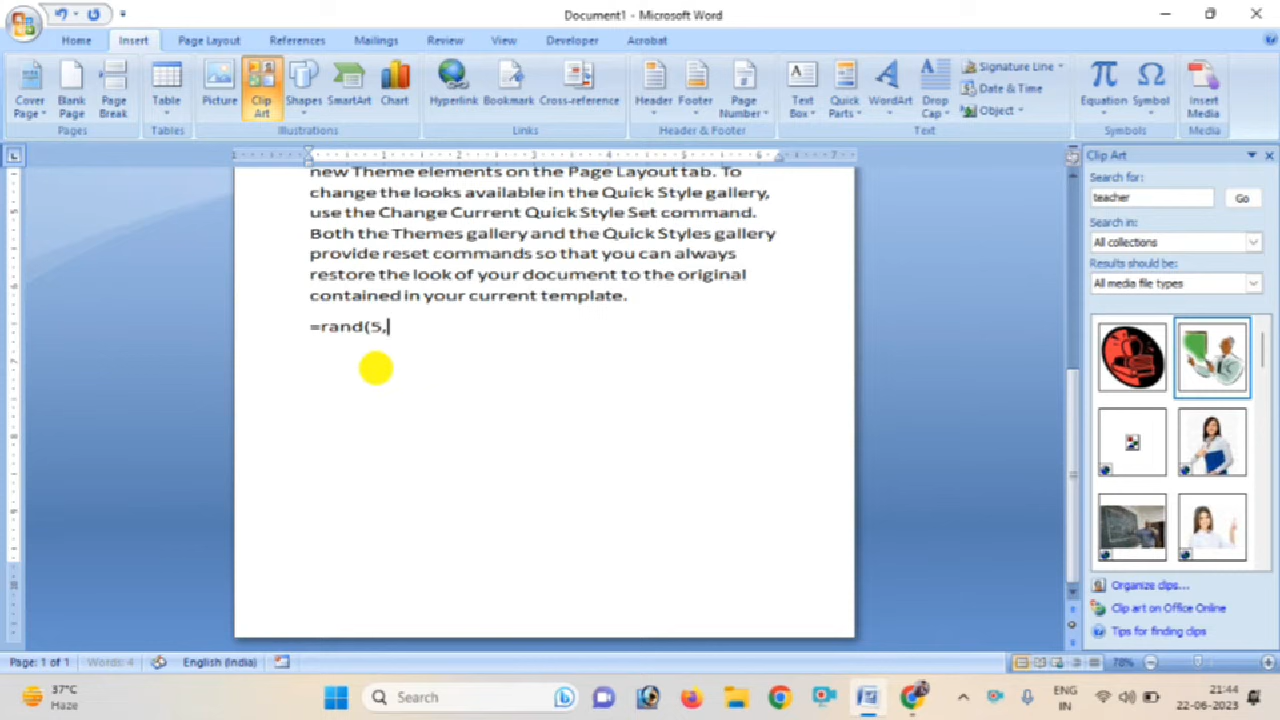 Document1 - Microsoft Word
Home Insert Page Layout References Mailings Review View Developer Acrobat
Cover Page Blank Page Page Break Table Picture Clip Art Shapes SmartArt Chart Hyperlink Bookmark Cross-reference Header Footer Page Number Text Box Quick Parts WordArt Drop Cap Signature Line Date & Time Object Equation Symbol Insert Media
Pages Tables Illustrations Links Header & Footer Text Symbols Media
new Theme elements on the Page Layout tab. To
change the looks available in the Quick Style gallery,
use the Change Current Quick Style Set command.
Both the Themes gallery and the Quick Styles gallery
provide reset commands so that you can always
restore the look of your document to the original
contained in your current template.
=rand(5,
Clip Art
Search for:
teacher Go
Search in:
All collections
Results should be:
All media file types
Organize clips...
Clip art on Office Online
Tips for finding clips
Page: 1 of 1 Words: 4 English (India) 78%
37°C
Haze
Search
ENG
IN
21:44
22-06-2023